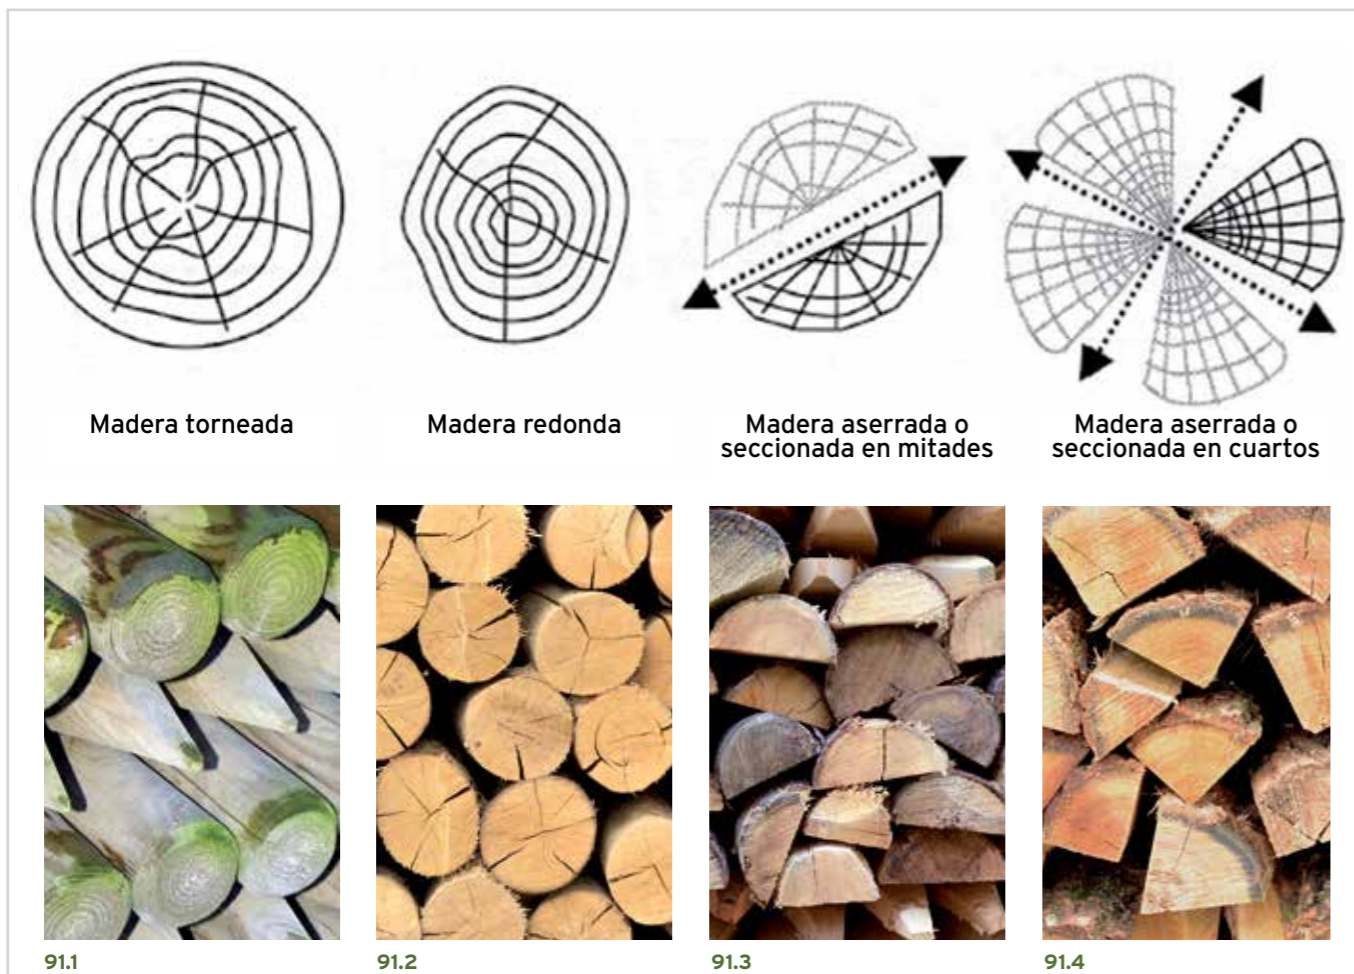 Madera torneada
Madera redonda
Madera aserrada o
seccionada en mitades
Madera aserrada o
seccionada en cuartos
91.1
91.2
91.3
91.4